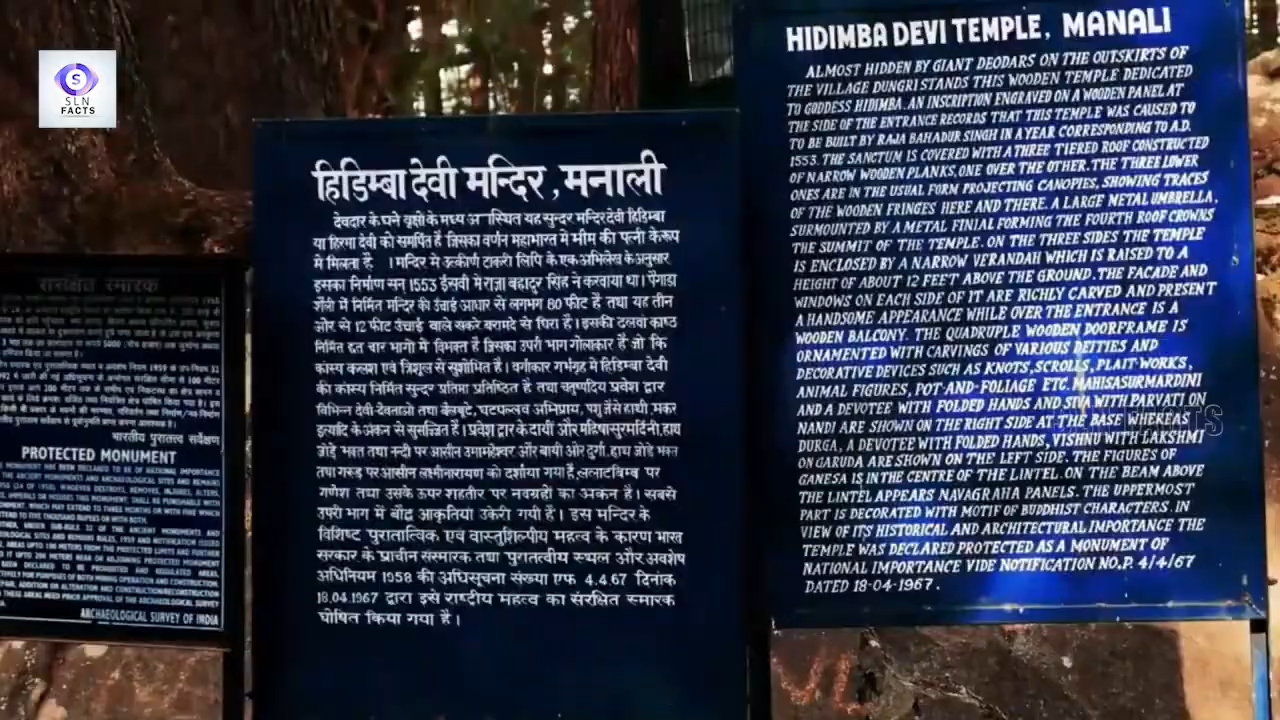 S
SLN
FACTS
संरक्षित स्मारक
भारतीय पुरातत्व सर्वेक्षण
PROTECTED MONUMENT
MONUMENT HAS BEEN DECLARED TO BE OF NATIONAL IMPORTANCE
THE ANCIENT MONUMENTS AND ARCHAEOLOGICAL SITES AND REMAINS
ARCHAEOLOGICAL SURVEY OF INDIA
हिडिम्बा देवी मन्दिर, मनाली
देवदार के घने वृक्षों के मध्य स्थित यह सुन्दर मन्दिर देवी हिडिम्बा
या हिरमा देवी को समर्पित है जिसका वर्णन महाभारत में भीम की पत्नी के रूप
में मिलता है । मन्दिर में उत्कीर्ण टाकरी लिपि के एक अभिलेख के अनुसार
इसका निर्माण सन् 1553 ईसवी में राजा बहादुर सिंह ने करवाया था। पैगोडा
शैली में निर्मित मन्दिर की उंचाई आधार से लगभग 80 फीट है तथा यह तीन
ओर से 12 फीट उंचाई वाले सकरे बरामदे से घिरा है। इसकी ढलवां काष्ठ
निर्मित छत चार भागों में विभक्त है जिसका उपरी भाग गोलाकार है जो कि
कांस्य कलश एवं त्रिशूल से सुशोभित है। वर्गाकार गर्भगृह में हिडिम्बा देवी
की कांस्य निर्मित सुन्दर प्रतिमा प्रतिष्ठित है तथा चतुष्पदिय प्रवेश द्वार
विभिन्न देवी देवताओं तथा बेलबूटे, घटपल्लव अभिप्राय, पशु जैसे हाथी, मकर
इत्यादि के अंकन से सुसज्जित है। प्रवेश द्वार के दायीं ओर महिषासुरमर्दिनी, हाथ
जोड़े भक्त तथा नन्दी पर आसीन उमामहेश्वर और बायीं ओर दुर्गा, हाथ जोड़े भक्त
तथा गरुड़ पर आसीन लक्ष्मीनारायण को दर्शाया गया है, ललाटबिम्ब पर
गणेश तथा उसके ऊपर शहतीर पर नवग्रहों का अंकन है। सबसे
उपरी भाग में बौद्ध आकृतियां उकेरी गयी हैं। इस मन्दिर के
विशिष्ट पुरातात्विक एवं वास्तुशिल्पीय महत्व के कारण भारत
सरकार के प्राचीन संस्मारक तथा पुरातत्वीय स्थल और अवशेष
अधिनियम 1958 की अधिसूचना संख्या एफ 4.4.67 दिनांक
18.04.1967 द्वारा इसे राष्ट्रीय महत्व का संरक्षित स्मारक
घोषित किया गया है।
HIDIMBA DEVI TEMPLE, MANALI
ALMOST HIDDEN BY GIANT DEODARS ON THE OUTSKIRTS OF
THE VILLAGE DUNGRI STANDS THIS WOODEN TEMPLE DEDICATED
TO GODDESS HIDIMBA. AN INSCRIPTION ENGRAVED ON A WOODEN PANEL AT
THE SIDE OF THE ENTRANCE RECORDS THAT THIS TEMPLE WAS CAUSED TO
TO BE BUILT BY RAJA BAHADUR SINGH IN A YEAR CORRESPONDING TO A.D.
1553. THE SANCTUM IS COVERED WITH A THREE TIERED ROOF CONSTRUCTED
OF NARROW WOODEN PLANKS, ONE OVER THE OTHER. THE THREE LOWER
ONES ARE IN THE USUAL FORM PROJECTING CANOPIES, SHOWING TRACES
OF THE WOODEN FRINGES HERE AND THERE. A LARGE METAL UMBRELLA,
SURMOUNTED BY A METAL FINIAL FORMING THE FOURTH ROOF CROWNS
THE SUMMIT OF THE TEMPLE. ON THE THREE SIDES THE TEMPLE
IS ENCLOSED BY A NARROW VERANDAH WHICH IS RAISED TO A
HEIGHT OF ABOUT 12 FEET ABOVE THE GROUND. THE FACADE AND
WINDOWS ON EACH SIDE OF IT ARE RICHLY CARVED AND PRESENT
A HANDSOME APPEARANCE WHILE OVER THE ENTRANCE IS A
WOODEN BALCONY. THE QUADRUPLE WOODEN DOORFRAME IS
ORNAMENTED WITH CARVINGS OF VARIOUS DEITIES AND
DECORATIVE DEVICES SUCH AS KNOTS, SCROLLS, PLAIT-WORKS,
ANIMAL FIGURES, POT-AND-FOLIAGE ETC. MAHISASURMARDINI
AND A DEVOTEE WITH FOLDED HANDS AND SIVA WITH PARVATI ON
NANDI ARE SHOWN ON THE RIGHT SIDE AT THE BASE WHEREAS
DURGA, A DEVOTEE WITH FOLDED HANDS, VISHNU WITH LAKSHMI
ON GARUDA ARE SHOWN ON THE LEFT SIDE. THE FIGURES OF
GANESA IS IN THE CENTRE OF THE LINTEL. ON THE BEAM ABOVE
THE LINTEL APPEARS NAVAGRAHA PANELS. THE UPPERMOST
PART IS DECORATED WITH MOTIF OF BUDDHIST CHARACTERS. IN
VIEW OF ITS HISTORICAL AND ARCHITECTURAL IMPORTANCE THE
TEMPLE WAS DECLARED PROTECTED AS A MONUMENT OF
NATIONAL IMPORTANCE VIDE NOTIFICATION NO. P. 4/4/67
DATED 18-04-1967.